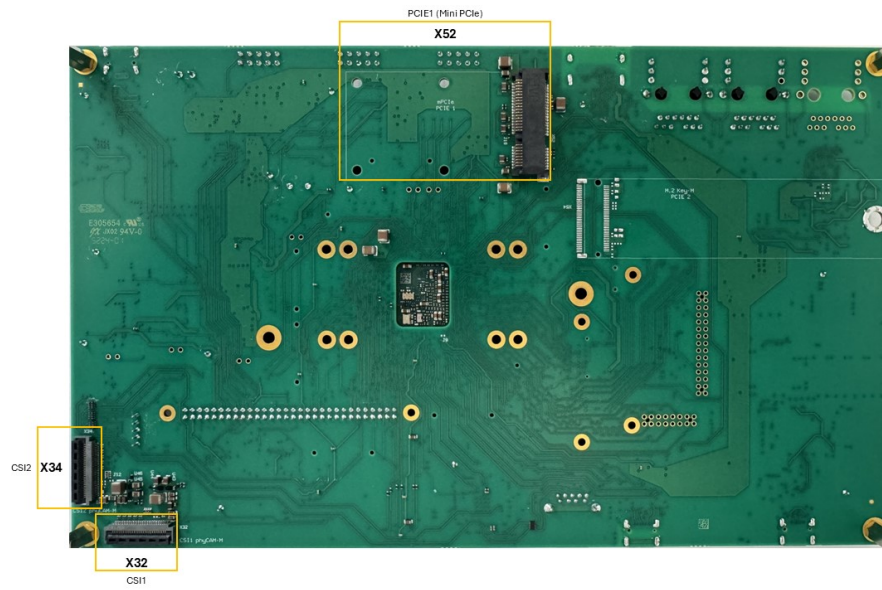 PCIE1 (Mini PCIe)
X52
mPCIe
PCIE 1
M.2 Key-M
PCIE 2
E305654
94V-0
CSI2
X34
X32
CSI1 phyCAM-M
X32
CSI1